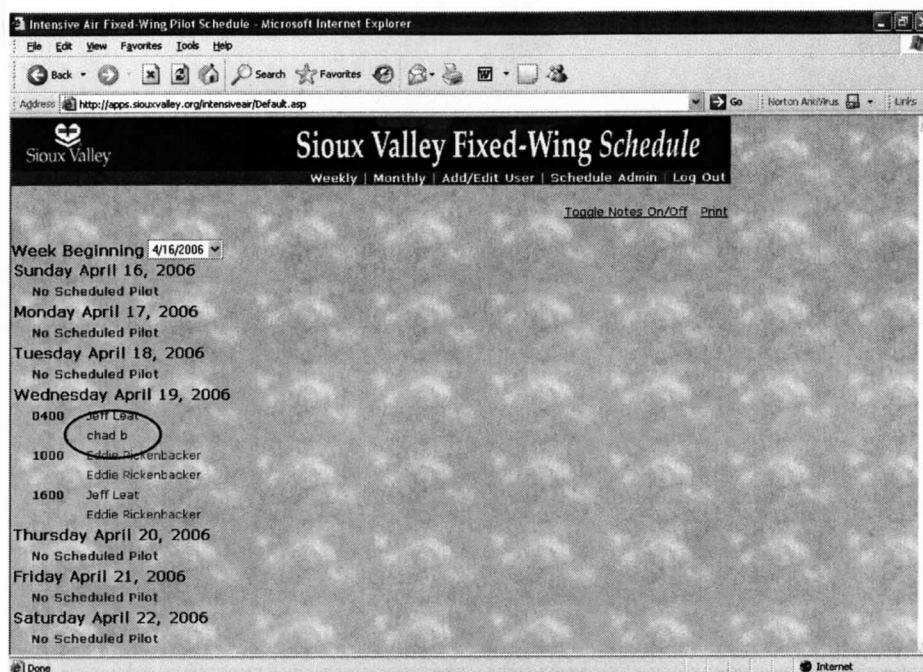 Intensive Air Fixed-Wing Pilot Schedule - Microsoft Internet Explorer
File Edit View Favorites Tools Help
Back Search Favorites
Address http://apps.siouxvalley.org/intensiveair/Default.asp Go Norton AntiVirus Links
Sioux Valley
Sioux Valley Fixed-Wing Schedule
Weekly | Monthly | Add/Edit User | Schedule Admin | Log Out
Toggle Notes On/Off Print
Week Beginning 4/16/2006
Sunday April 16, 2006
No Scheduled Pilot
Monday April 17, 2006
No Scheduled Pilot
Tuesday April 18, 2006
No Scheduled Pilot
Wednesday April 19, 2006
0400 Jeff Leat
chad b
1000 Eddie Rickenbacker
Eddie Rickenbacker
1600 Jeff Leat
Eddie Rickenbacker
Thursday April 20, 2006
No Scheduled Pilot
Friday April 21, 2006
No Scheduled Pilot
Saturday April 22, 2006
No Scheduled Pilot
Done Internet